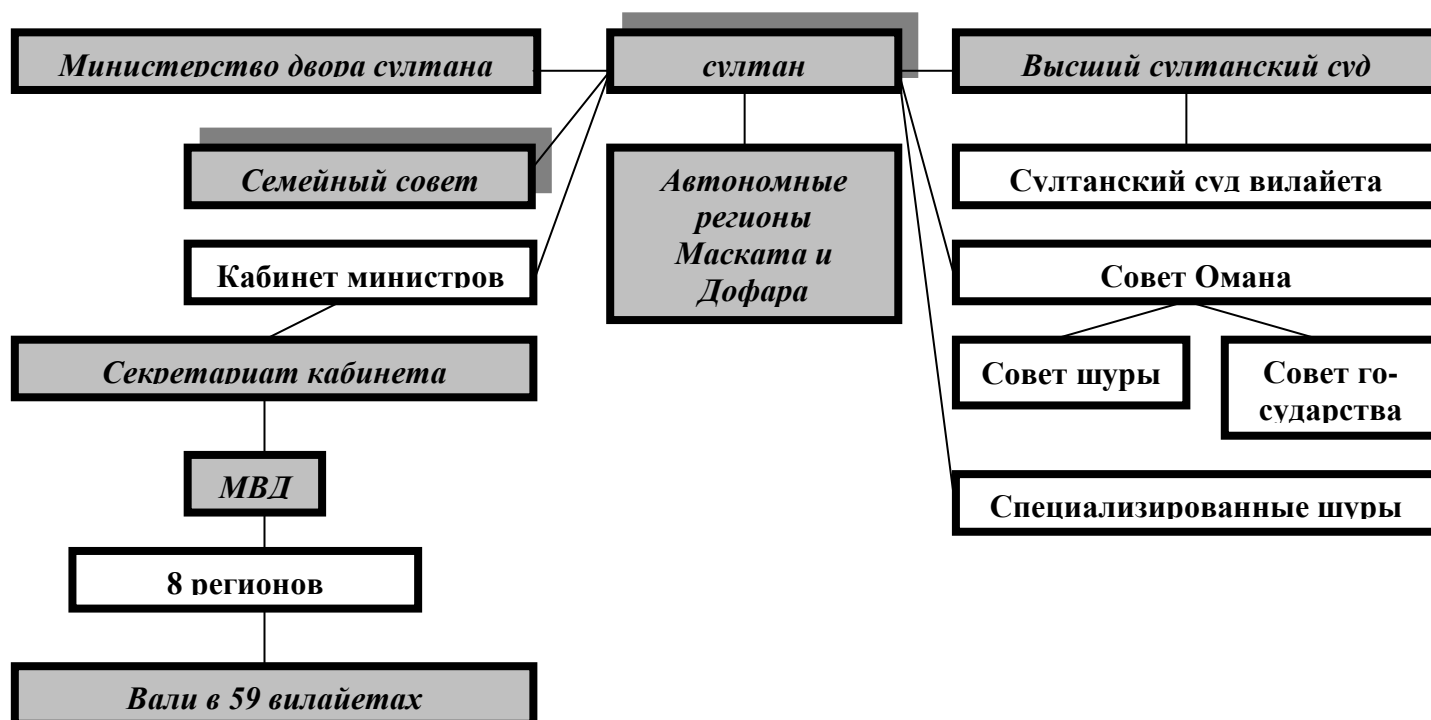 Министерство двора султана
султан
Высший султанский суд
Семейный совет
Автономные
регионы
Маската и
Дофара
Султанский суд вилайета
Кабинет министров
Совет Омана
Секретариат кабинета
Совет шуры
Совет го-
сударства
МВД
Специализированные шуры
8 регионов
Вали в 59 вилайетах